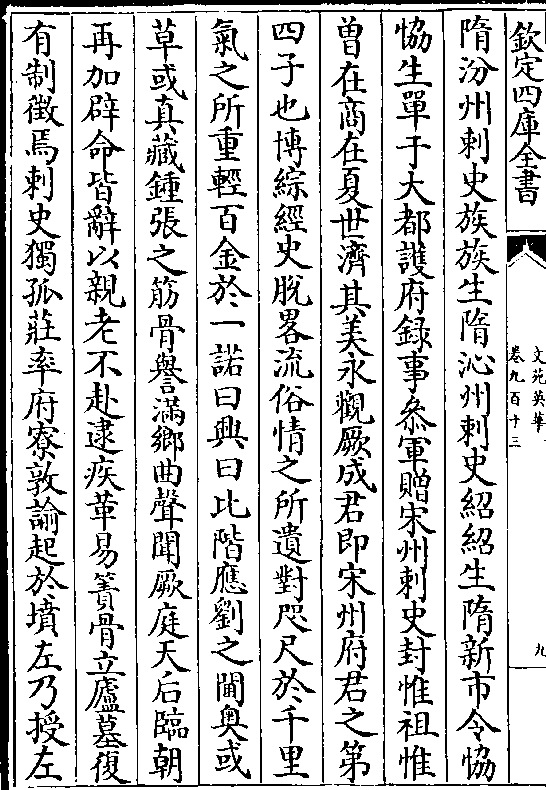 欽定四庫全書
文苑英華
卷九百十三
九
隋汾州刺史族族生隋沁州刺史紹紹生隋新市令恊
恊生單于大都護府録事叅軍贈宋州刺史封惟祖惟
曽在商在夏世濟其美永觀厥成君即宋州府君之第
四子也博綜經史脫畧流俗情之所遺對咫尺於千里
氣之所重輕百金於一諾曰興曰比階應劉之閫奥或
草或真藏鍾張之筋骨譽滿鄉曲聲聞厥庭天后臨朝
再加辟命皆辭以親老不赴逮疾革易簀骨立廬墓復
有制徵焉刺史獨孤莊率府寮敦諭起於墳左乃授左